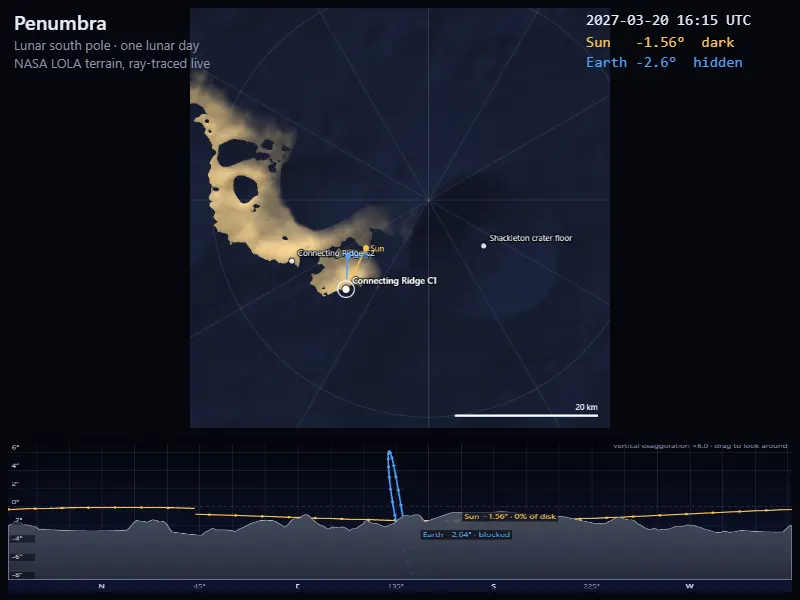 Penumbra
Lunar south pole · one lunar day
NASA LOLA terrain, ray-traced live
2027-03-20 16:15 UTC
Sun -1.56° dark
Earth -2.6° hidden
Shackleton crater floor
Sun
Connecting Ridge C2
Connecting Ridge C1
20 km
vertical exaggeration ×6.0 · drag to look around
6°
4°
2°
0°
-2°
-4°
-6°
-8°
Sun -1.56° · 0% of disk
Earth -2.64° · blocked
N 45° E 135° S 225° W